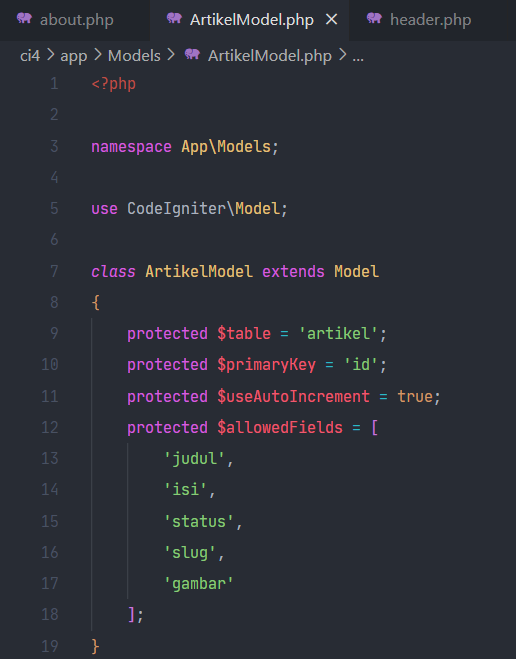 about.php ArtikelModel.php × header.php
ci4 > app > Models > ArtikelModel.php > ...
1 <?php
2
3 namespace App\Models;
4
5 use CodeIgniter\Model;
6
7 class ArtikelModel extends Model
8 {
9 protected $table = 'artikel';
10 protected $primaryKey = 'id';
11 protected $useAutoIncrement = true;
12 protected $allowedFields = [
13 'judul',
14 'isi',
15 'status',
16 'slug',
17 'gambar'
18 ];
19 }